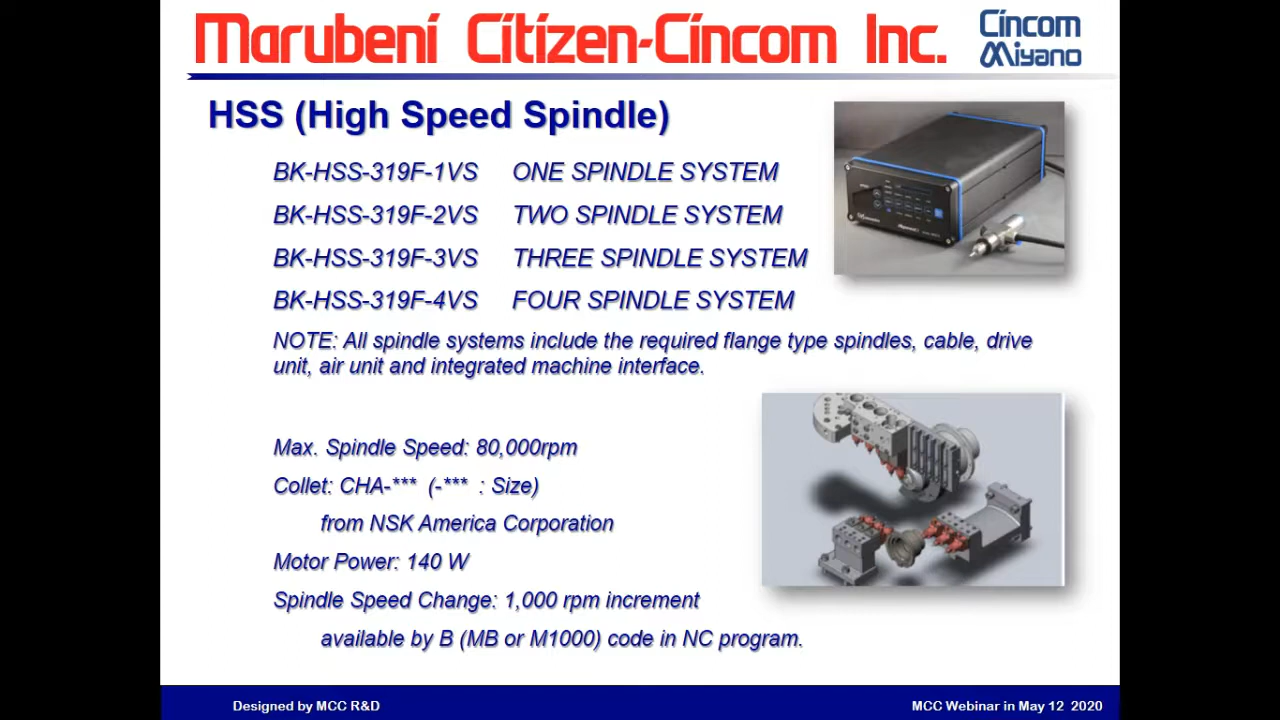 Marubeni Citizen-Cincom Inc.
Cincom
Miyano
HSS (High Speed Spindle)
BK-HSS-319F-1VS ONE SPINDLE SYSTEM
BK-HSS-319F-2VS TWO SPINDLE SYSTEM
BK-HSS-319F-3VS THREE SPINDLE SYSTEM
BK-HSS-319F-4VS FOUR SPINDLE SYSTEM
NOTE: All spindle systems include the required flange type spindles, cable, drive
unit, air unit and integrated machine interface.
Max. Spindle Speed: 80,000rpm
Collet: CHA-*** (-*** : Size)
from NSK America Corporation
Motor Power: 140 W
Spindle Speed Change: 1,000 rpm increment
available by B (MB or M1000) code in NC program.
Designed by MCC R&D
MCC Webinar in May 12 2020